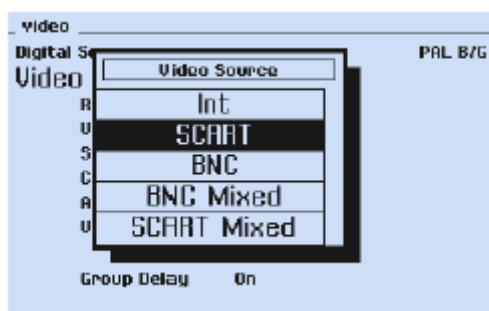 video
Digital S PAL B/G
Video
Video Source
R
Int
U
SCART
S
BNC
C
A
BNC Mixed
U
SCART Mixed
Group Delay On